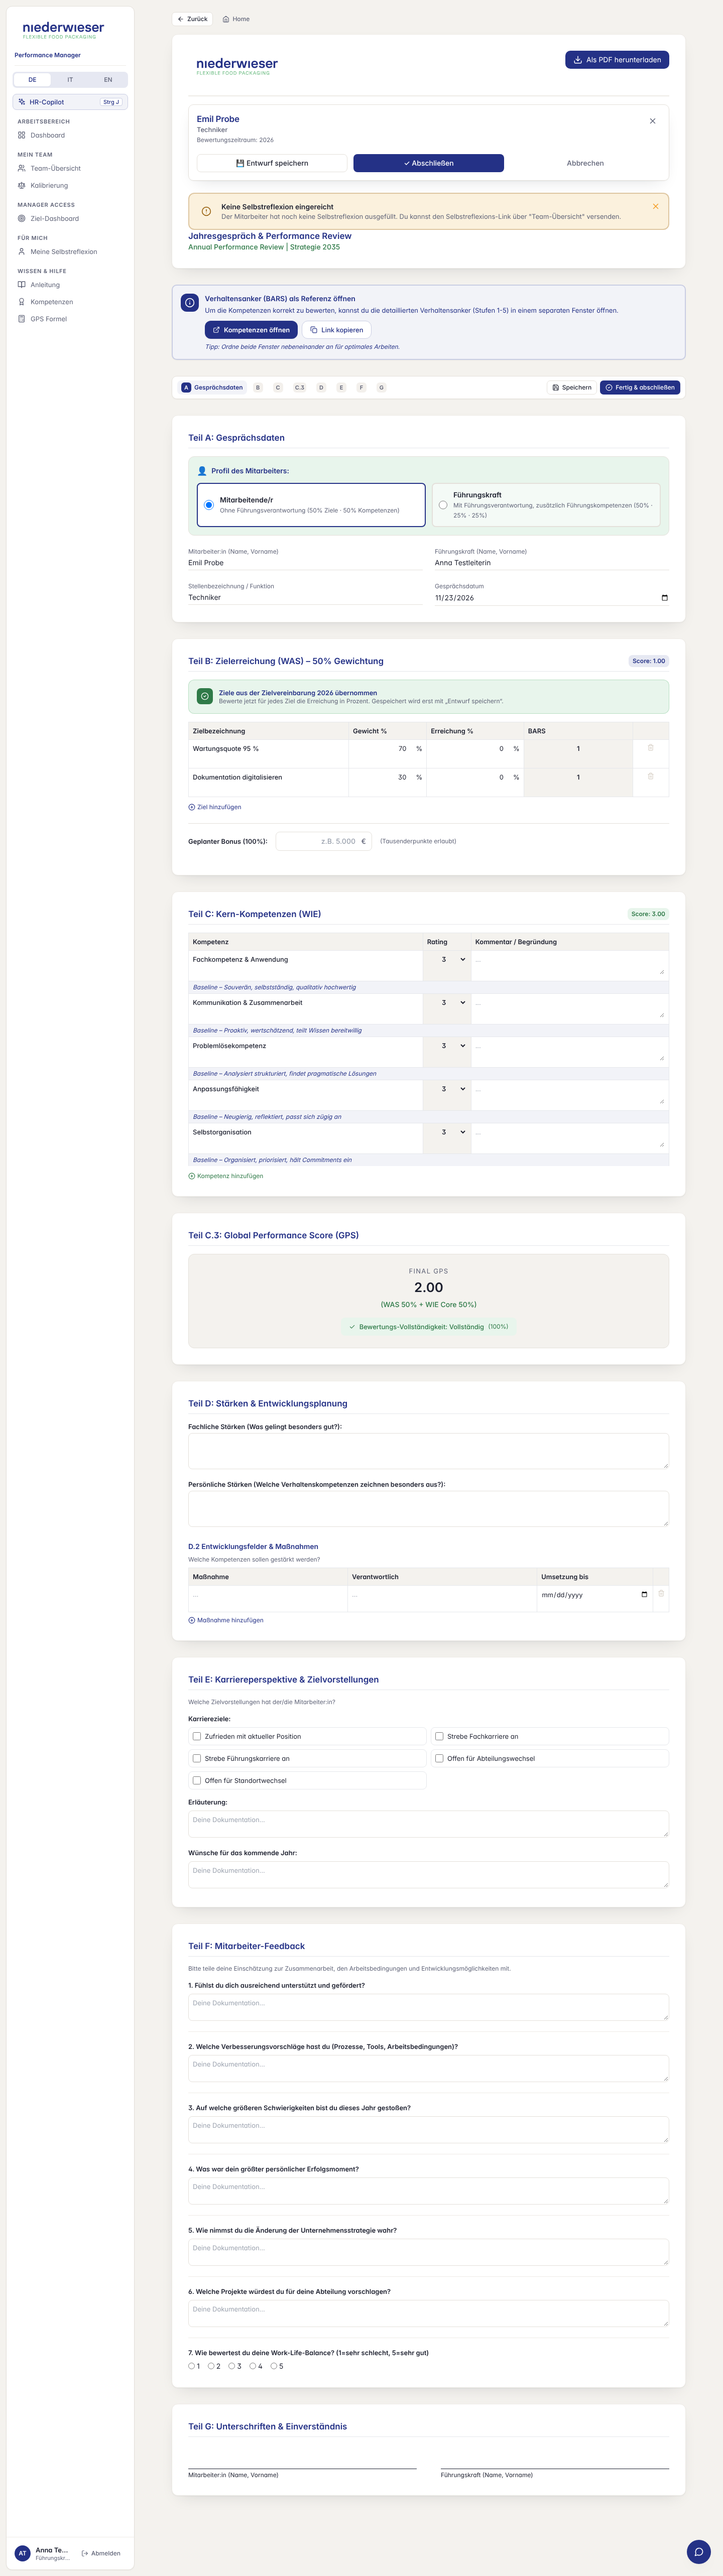 niederwieser
FLEXIBLE FOOD PACKAGING
Performance Manager
DE IT EN
HR-Copilot Strg J
ARBEITSBEREICH
Dashboard
MEIN TEAM
Team-Übersicht
Kalibrierung
MANAGER ACCESS
Ziel-Dashboard
FÜR MICH
Meine Selbstreflexion
WISSEN & HILFE
Anleitung
Kompetenzen
GPS Formel
AT Anna Te...
Führungskr...
Abmelden
Zurück Home
niederwieser
FLEXIBLE FOOD PACKAGING
Als PDF herunterladen
Emil Probe
Techniker
Bewertungszeitraum: 2026
💾 Entwurf speichern ✓ Abschließen Abbrechen
Keine Selbstreflexion eingereicht
Der Mitarbeiter hat noch keine Selbstreflexion ausgefüllt. Du kannst den Selbstreflexions-Link über "Team-Übersicht" versenden.
Jahresgespräch & Performance Review
Annual Performance Review | Strategie 2035
Verhaltensanker (BARS) als Referenz öffnen
Um die Kompetenzen korrekt zu bewerten, kannst du die detaillierten Verhaltensanker (Stufen 1-5) in einem separaten Fenster öffnen.
Kompetenzen öffnen Link kopieren
Tipp: Ordne beide Fenster nebeneinander an für optimales Arbeiten.
A Gesprächsdaten B C C.3 D E F G Speichern Fertig & abschließen
Teil A: Gesprächsdaten
👤 Profil des Mitarbeiters:
Mitarbeitende/r
Ohne Führungsverantwortung (50% Ziele · 50% Kompetenzen)
Führungskraft
Mit Führungsverantwortung, zusätzlich Führungskompetenzen (50% ·
25% · 25%)
Mitarbeiter:in (Name, Vorname) Führungskraft (Name, Vorname)
Emil Probe Anna Testleiterin
Stellenbezeichnung / Funktion Gesprächsdatum
Techniker 11/23/2026
Teil B: Zielerreichung (WAS) – 50% Gewichtung Score: 1.00
Ziele aus der Zielvereinbarung 2026 übernommen
Bewerte jetzt für jedes Ziel die Erreichung in Prozent. Gespeichert wird erst mit „Entwurf speichern".
Zielbezeichnung Gewicht % Erreichung % BARS
Wartungsquote 95 % 70 % 0 % 1
Dokumentation digitalisieren 30 % 0 % 1
Ziel hinzufügen
Geplanter Bonus (100%): z.B. 5.000 € (Tausenderpunkte erlaubt)
Teil C: Kern-Kompetenzen (WIE) Score: 3.00
Kompetenz Rating Kommentar / Begründung
Fachkompetenz & Anwendung 3 ...
Baseline – Souverän, selbstständig, qualitativ hochwertig
Kommunikation & Zusammenarbeit 3 ...
Baseline – Proaktiv, wertschätzend, teilt Wissen bereitwillig
Problemlösekompetenz 3 ...
Baseline – Analysiert strukturiert, findet pragmatische Lösungen
Anpassungsfähigkeit 3 ...
Baseline – Neugierig, reflektiert, passt sich zügig an
Selbstorganisation 3 ...
Baseline – Organisiert, priorisiert, hält Commitments ein
Kompetenz hinzufügen
Teil C.3: Global Performance Score (GPS)
FINAL GPS
2.00
(WAS 50% + WIE Core 50%)
✓ Bewertungs-Vollständigkeit: Vollständig (100%)
Teil D: Stärken & Entwicklungsplanung
Fachliche Stärken (Was gelingt besonders gut?):
Persönliche Stärken (Welche Verhaltenskompetenzen zeichnen besonders aus?):
D.2 Entwicklungsfelder & Maßnahmen
Welche Kompetenzen sollen gestärkt werden?
Maßnahme Verantwortlich Umsetzung bis
... ... mm/dd/yyyy
Maßnahme hinzufügen
Teil E: Karriereperspektive & Zielvorstellungen
Welche Zielvorstellungen hat der/die Mitarbeiter:in?
Karriereziele:
Zufrieden mit aktueller Position Strebe Fachkarriere an
Strebe Führungskarriere an Offen für Abteilungswechsel
Offen für Standortwechsel
Erläuterung:
Deine Dokumentation...
Wünsche für das kommende Jahr:
Deine Dokumentation...
Teil F: Mitarbeiter-Feedback
Bitte teile deine Einschätzung zur Zusammenarbeit, den Arbeitsbedingungen und Entwicklungsmöglichkeiten mit.
1. Fühlst du dich ausreichend unterstützt und gefördert?
Deine Dokumentation...
2. Welche Verbesserungsvorschläge hast du (Prozesse, Tools, Arbeitsbedingungen)?
Deine Dokumentation...
3. Auf welche größeren Schwierigkeiten bist du dieses Jahr gestoßen?
Deine Dokumentation...
4. Was war dein größter persönlicher Erfolgsmoment?
Deine Dokumentation...
5. Wie nimmst du die Änderung der Unternehmensstrategie wahr?
Deine Dokumentation...
6. Welche Projekte würdest du für deine Abteilung vorschlagen?
Deine Dokumentation...
7. Wie bewertest du deine Work-Life-Balance? (1=sehr schlecht, 5=sehr gut)
1 2 3 4 5
Teil G: Unterschriften & Einverständnis
Mitarbeiter:in (Name, Vorname) Führungskraft (Name, Vorname)